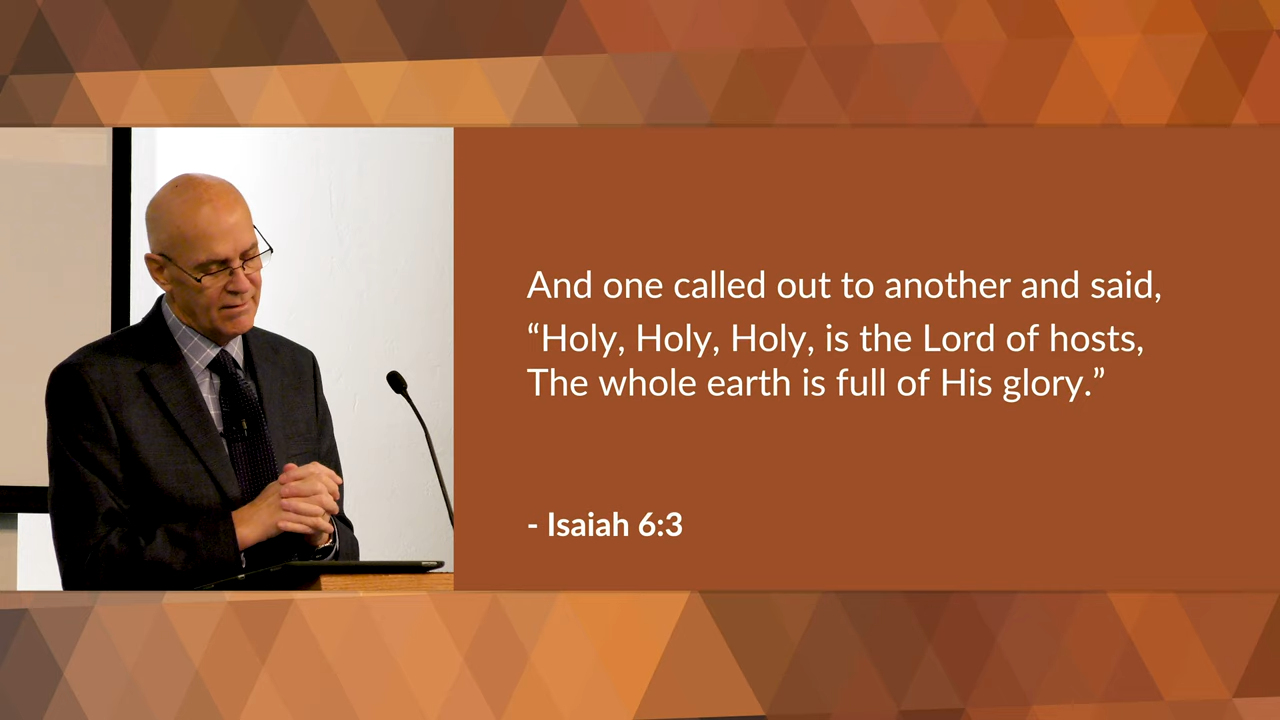 And one called out to another and said,
“Holy, Holy, Holy, is the Lord of hosts,
The whole earth is full of His glory.”
- Isaiah 6:3